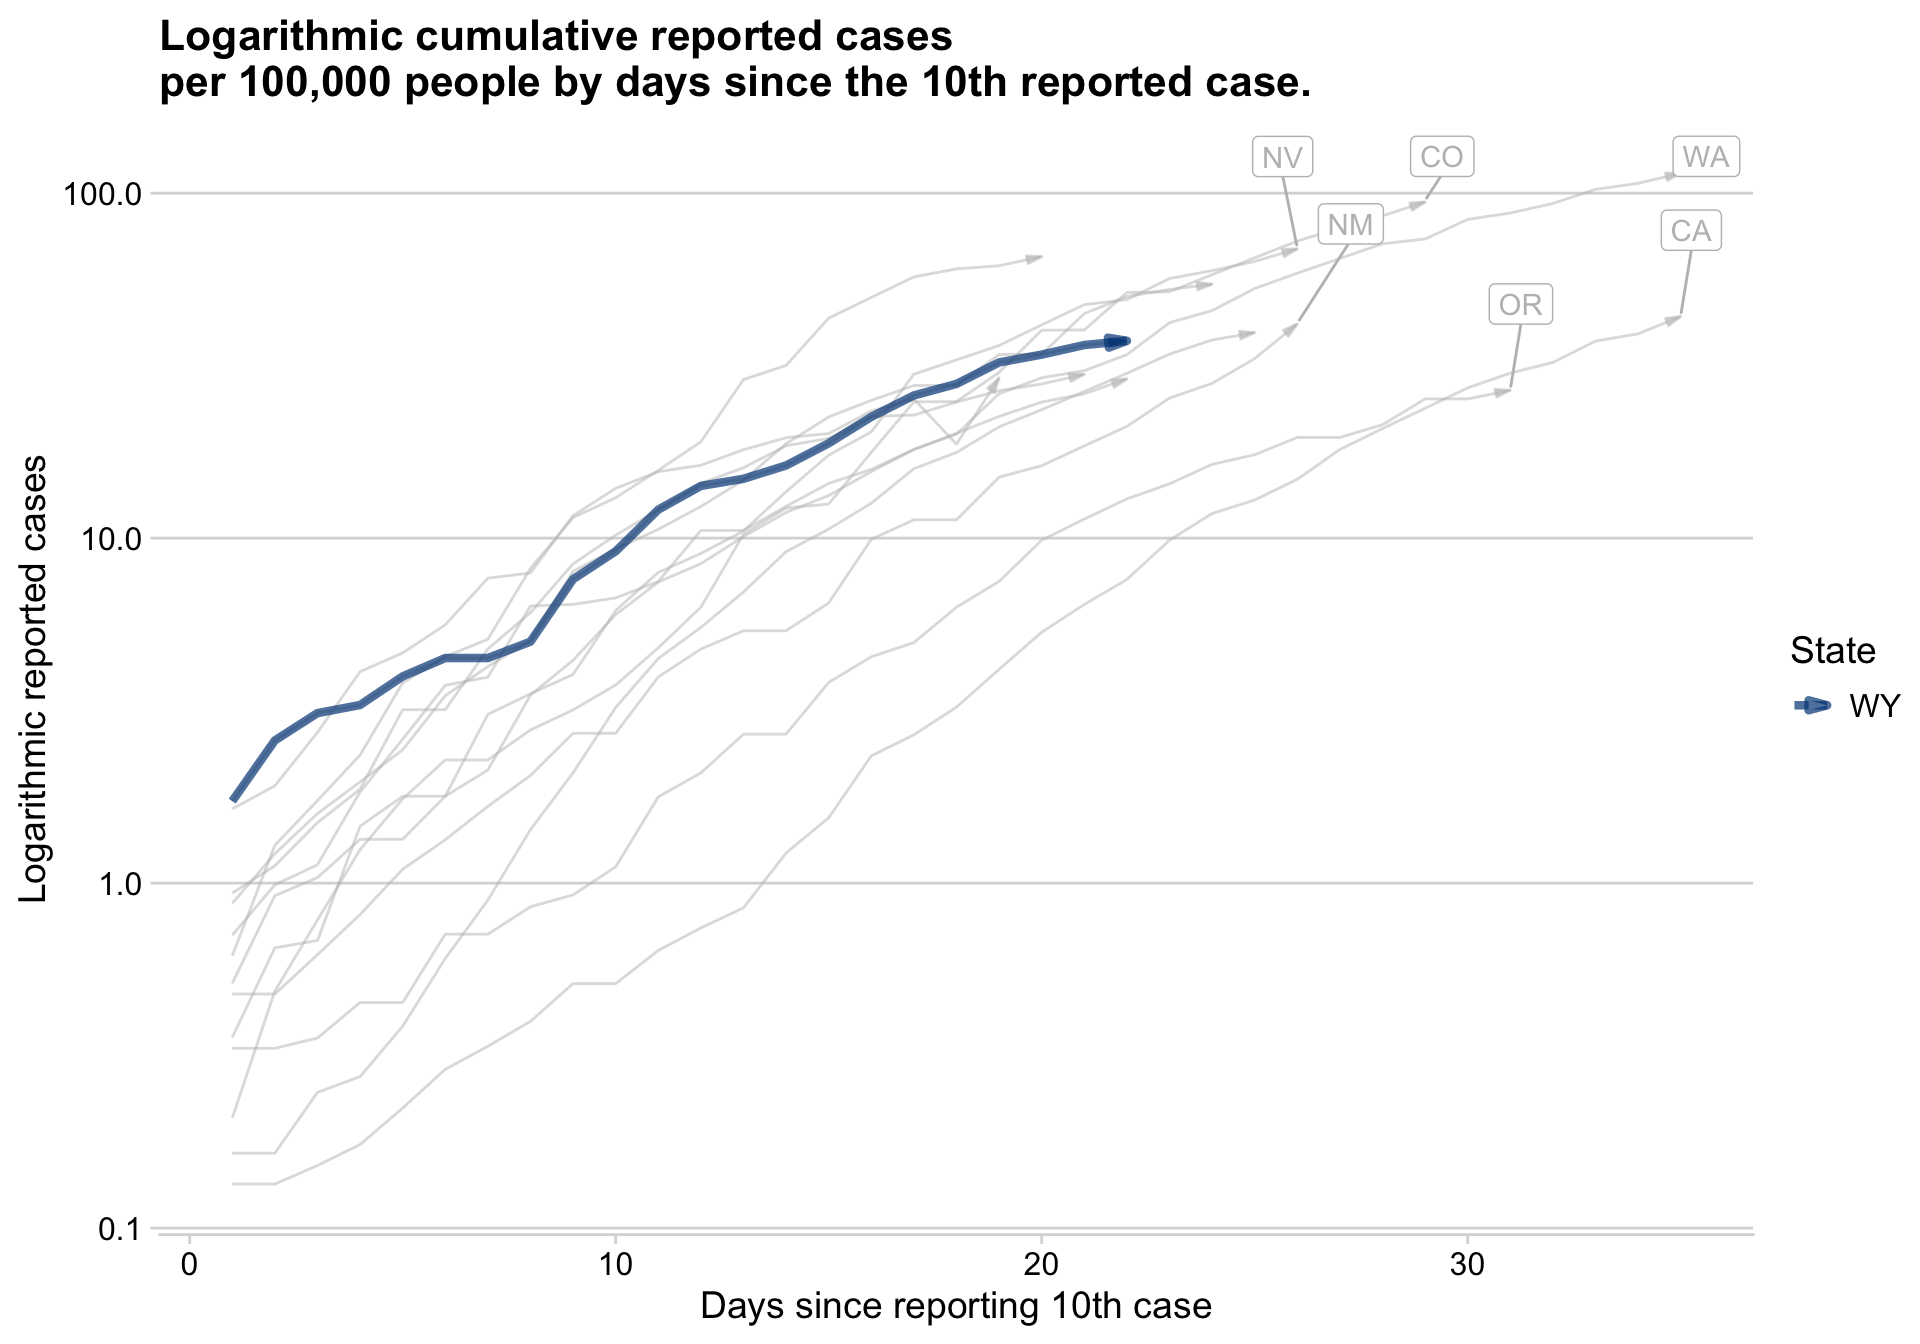 Logarithmic cumulative reported cases
per 100,000 people by days since the 10th reported case.
NV
CO
WA
NM
CA
OR
100.0
10.0
1.0
0.1
Logarithmic reported cases
0
10
20
30
Days since reporting 10th case
State
WY